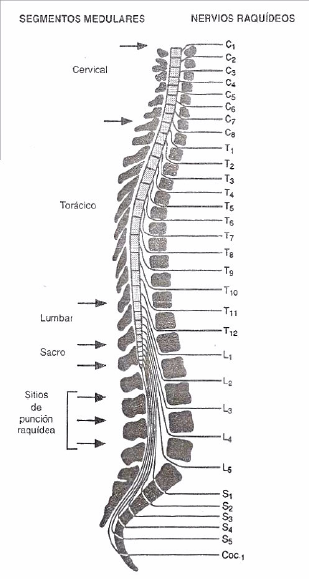 SEGMENTOS MEDULARES
NERVIOS RAQUÍDEOS
Cervical
Torácico
Lumbar
Sacro
Sitios
de
punción
raquídea
C1
C2
C3
C4
C5
C6
C7
C8
T1
T2
T3
T4
T5
T6
T7
T8
T9
T10
T11
T12
L1
L2
L3
L4
L5
S1
S2
S3
S4
S5
Coc.1